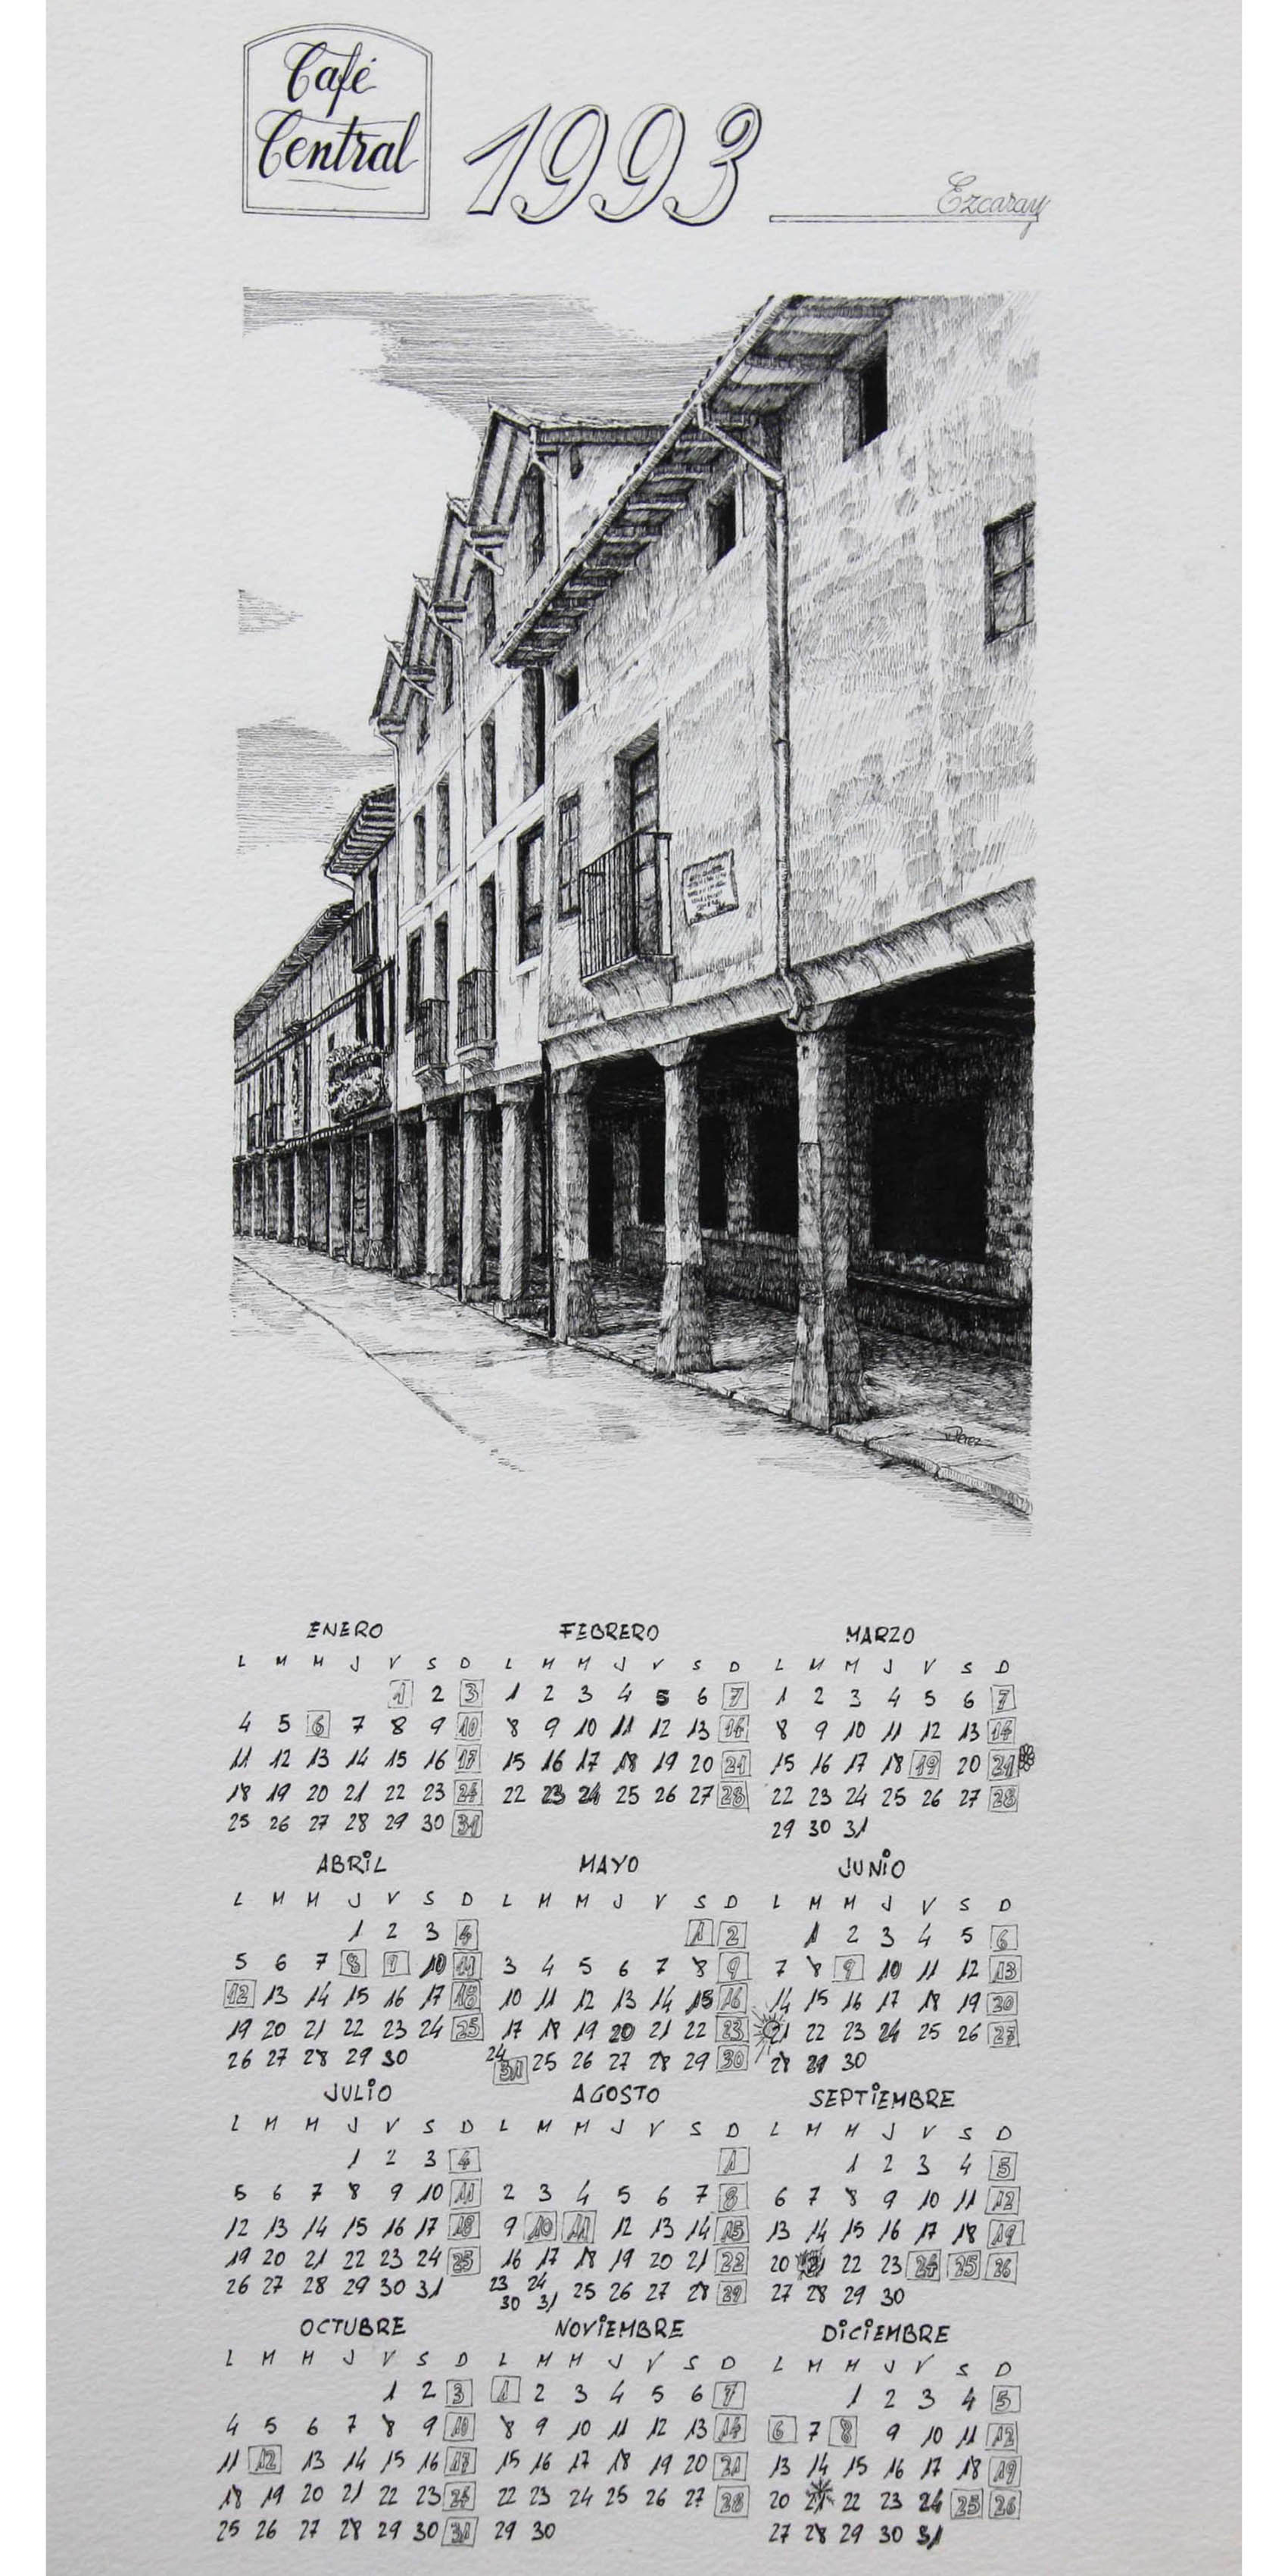 Café
Central
1993
Ezcaray
Pérez
ENERO FEBRERO MARZO
L M M J V S D L M M J V S D L M M J V S D
1 2 3 1 2 3 4 5 6 7 1 2 3 4 5 6 7
4 5 6 7 8 9 10 8 9 10 11 12 13 14 8 9 10 11 12 13 14
11 12 13 14 15 16 17 15 16 17 18 19 20 21 15 16 17 18 19 20 21
18 19 20 21 22 23 24 22 23 24 25 26 27 28 22 23 24 25 26 27 28
25 26 27 28 29 30 31 29 30 31
ABRIL MAYO JUNIO
L M M J V S D L M M J V S D L M M J V S D
1 2 3 4 1 2 1 2 3 4 5 6
5 6 7 8 9 10 11 3 4 5 6 7 8 9 7 8 9 10 11 12 13
12 13 14 15 16 17 18 10 11 12 13 14 15 16 14 15 16 17 18 19 20
19 20 21 22 23 24 25 17 18 19 20 21 22 23 21 22 23 24 25 26 27
26 27 28 29 30 24 31 25 26 27 28 29 30 28 29 30
JULIO AGOSTO SEPTIEMBRE
L M M J V S D L M M J V S D L M M J V S D
1 2 3 4 1 1 2 3 4 5
5 6 7 8 9 10 11 2 3 4 5 6 7 8 6 7 8 9 10 11 12
12 13 14 15 16 17 18 9 10 11 12 13 14 15 13 14 15 16 17 18 19
19 20 21 22 23 24 25 16 17 18 19 20 21 22 20 21 22 23 24 25 26
26 27 28 29 30 31 23 24 25 26 27 28 29 27 28 29 30
30 31
OCTUBRE NOVIEMBRE DICIEMBRE
L M M J V S D L M M J V S D L M M J V S D
1 2 3 1 2 3 4 5 6 7 1 2 3 4 5
4 5 6 7 8 9 10 8 9 10 11 12 13 14 6 7 8 9 10 11 12
11 12 13 14 15 16 17 15 16 17 18 19 20 21 13 14 15 16 17 18 19
18 19 20 21 22 23 24 22 23 24 25 26 27 28 20 21 22 23 24 25 26
25 26 27 28 29 30 31 29 30 27 28 29 30 31